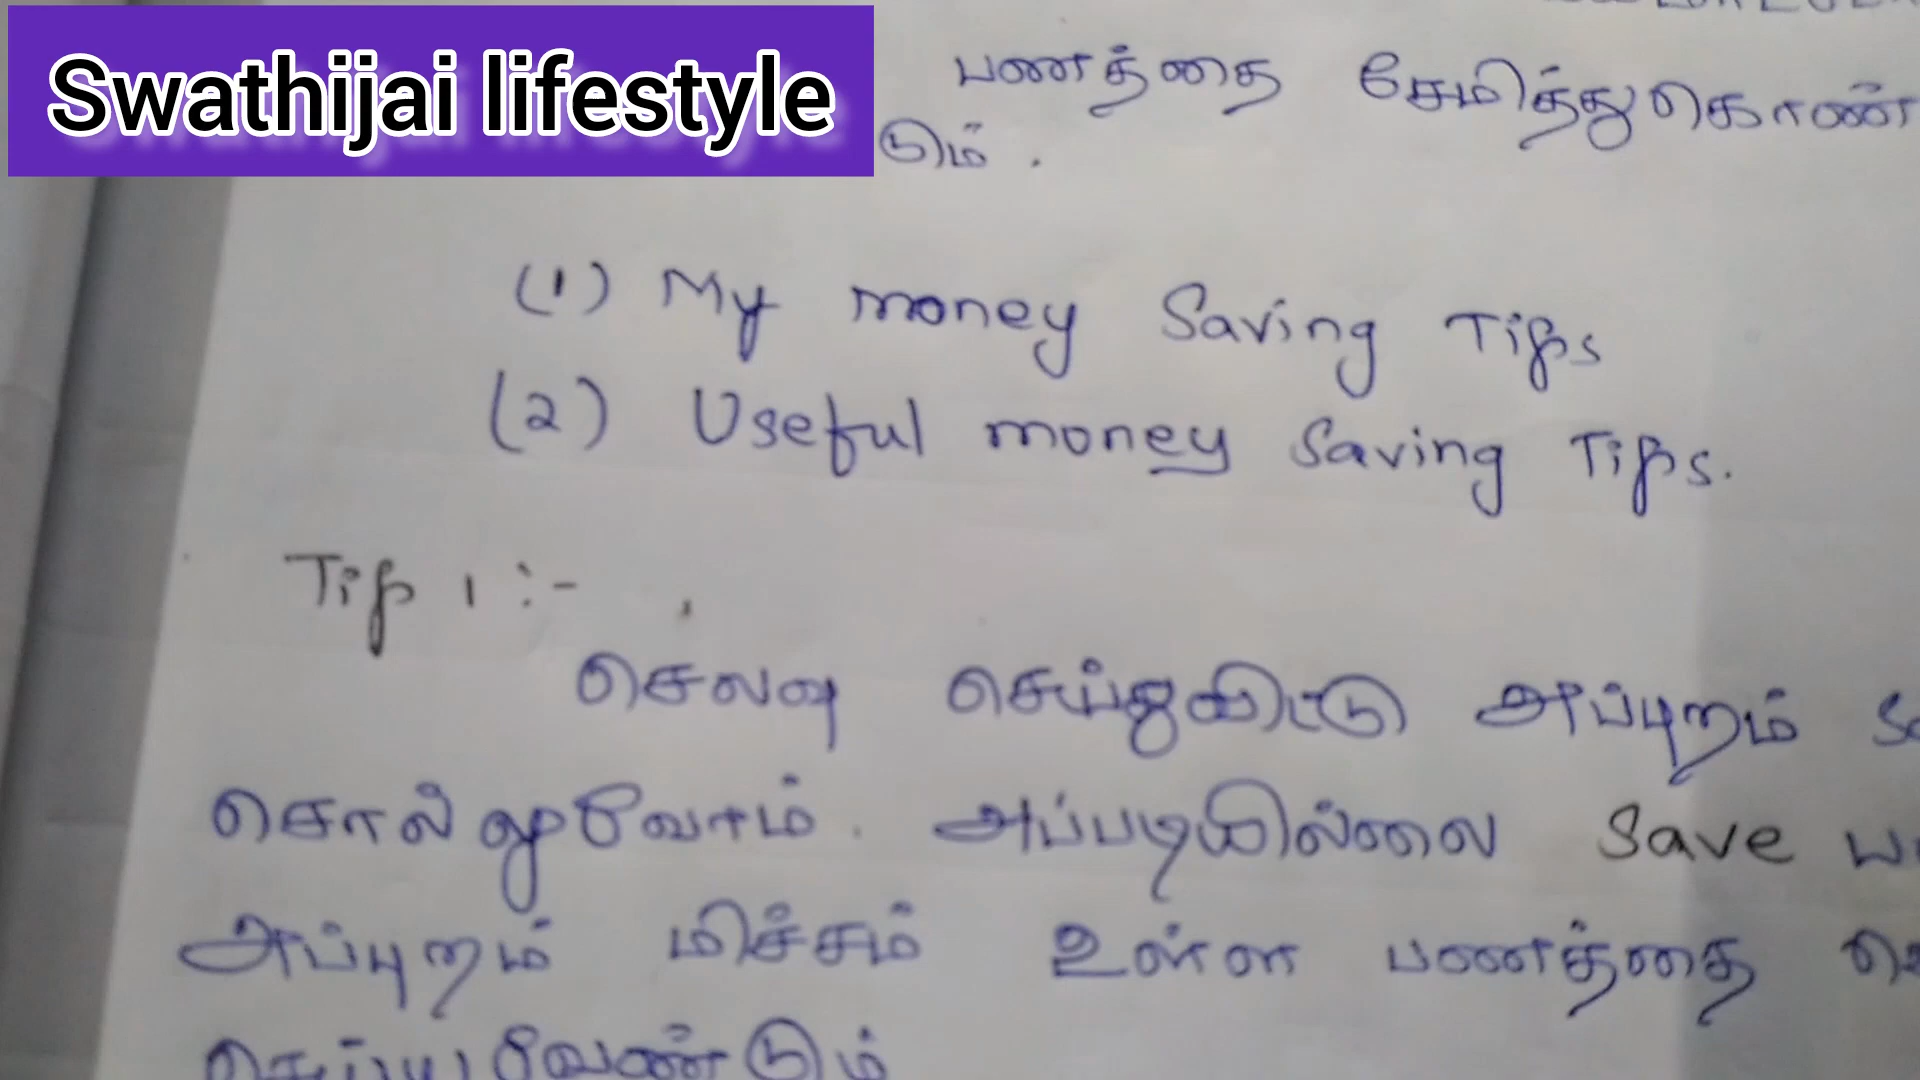 Swathijai lifestyle
பணத்தை சேமித்துகொண்
டும்.
(1) My money Saving Tips
(2) Useful money Saving Tips.
Tip 1 :-
செலவு செய்துவிட்டு அப்புறம்
சொல்லுவோம். அப்படியில்லை Save
அப்புறம் மிச்சம் உள்ள பணத்தை
செய்ய வேண்டும்